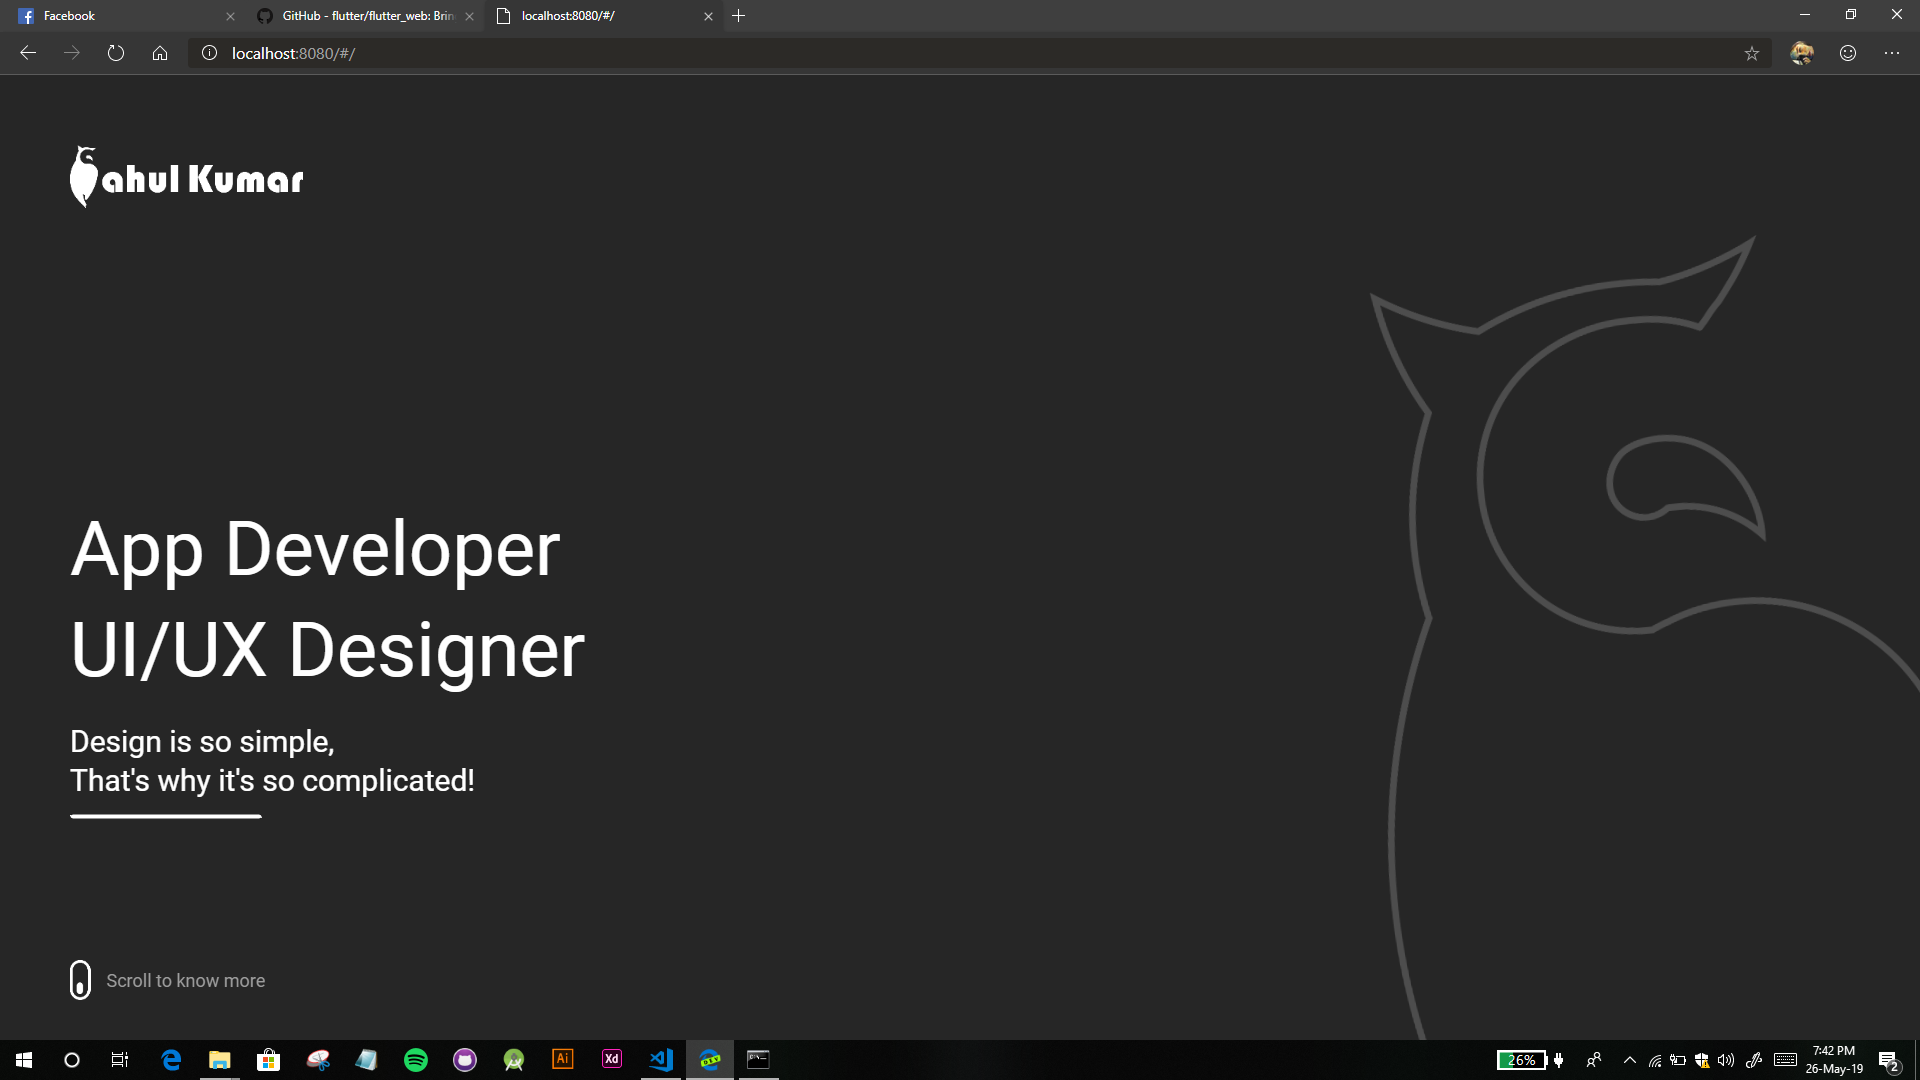 Facebook
GitHub - flutter/flutter_web: Brin
localhost:8080/#/
localhost:8080/#/
ahul Kumar
App Developer
UI/UX Designer
Design is so simple,
That's why it's so complicated!
Scroll to know more
Ai
Xd
DEV
26%
7:42 PM
26-May-19
2